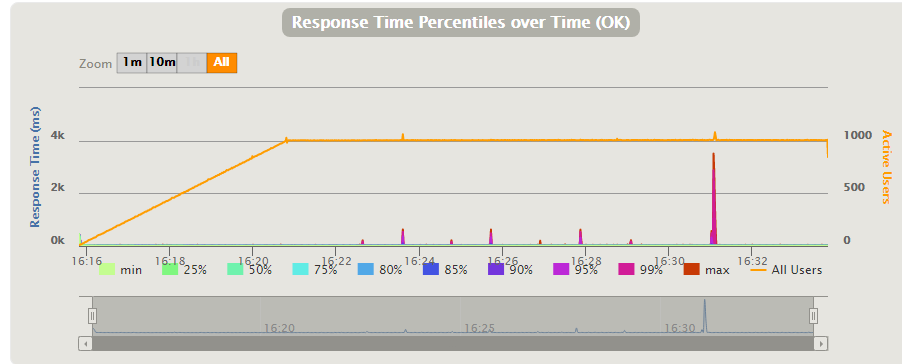 Response Time Percentiles over Time (OK)
Zoom 1m 10m 1h All
Response Time (ms)
4k
2k
0k
1000
500
0
Active Users
16:16 16:18 16:20 16:22 16:24 16:26 16:28 16:30 16:32
min 25% 50% 75% 80% 85% 90% 95% 99% max All Users
16:20 16:25 16:30